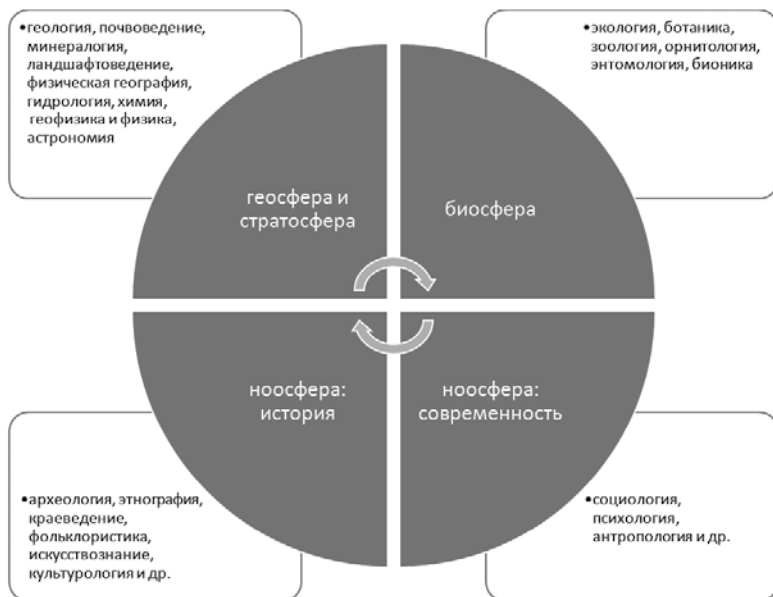 •геология, почвоведение,
минералогия,
ландшафтоведение,
физическая география,
гидрология, химия,
геофизика и физика,
астрономия
•экология, ботаника,
зоология, орнитология,
энтомология, бионика
геосфера и
стратосфера
биосфера
ноосфера:
история
ноосфера:
современность
•археология, этнография,
краеведение,
фольклористика,
искусствознание,
культурология и др.
•социология,
психология,
антропология и др.